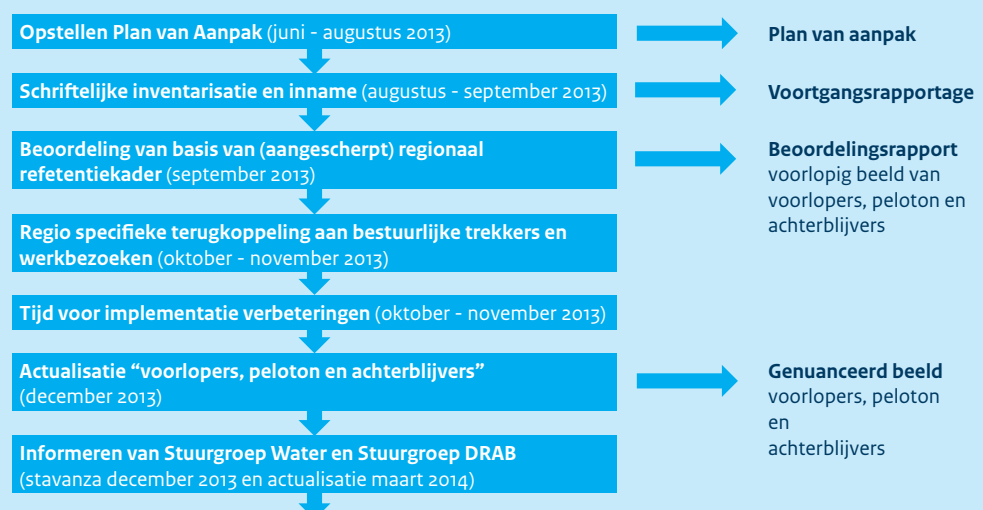 Opstellen Plan van Aanpak (juni - augustus 2013)
Plan van aanpak
Schriftelijke inventarisatie en inname (augustus - september 2013)
Voortgangsrapportage
Beoordeling van basis van (aangescherpt) regionaal
refetentiekader (september 2013)
Beoordelingsrapport
voorlopig beeld van
voorlopers, peloton en
achterblijvers
Regio specifieke terugkoppeling aan bestuurlijke trekkers en
werkbezoeken (oktober - november 2013)
Tijd voor implementatie verbeteringen (oktober - november 2013)
Actualisatie “voorlopers, peloton en achterblijvers”
(december 2013)
Genuanceerd beeld
voorlopers, peloton
en
achterblijvers
Informeren van Stuurgroep Water en Stuurgroep DRAB
(stavanza december 2013 en actualisatie maart 2014)